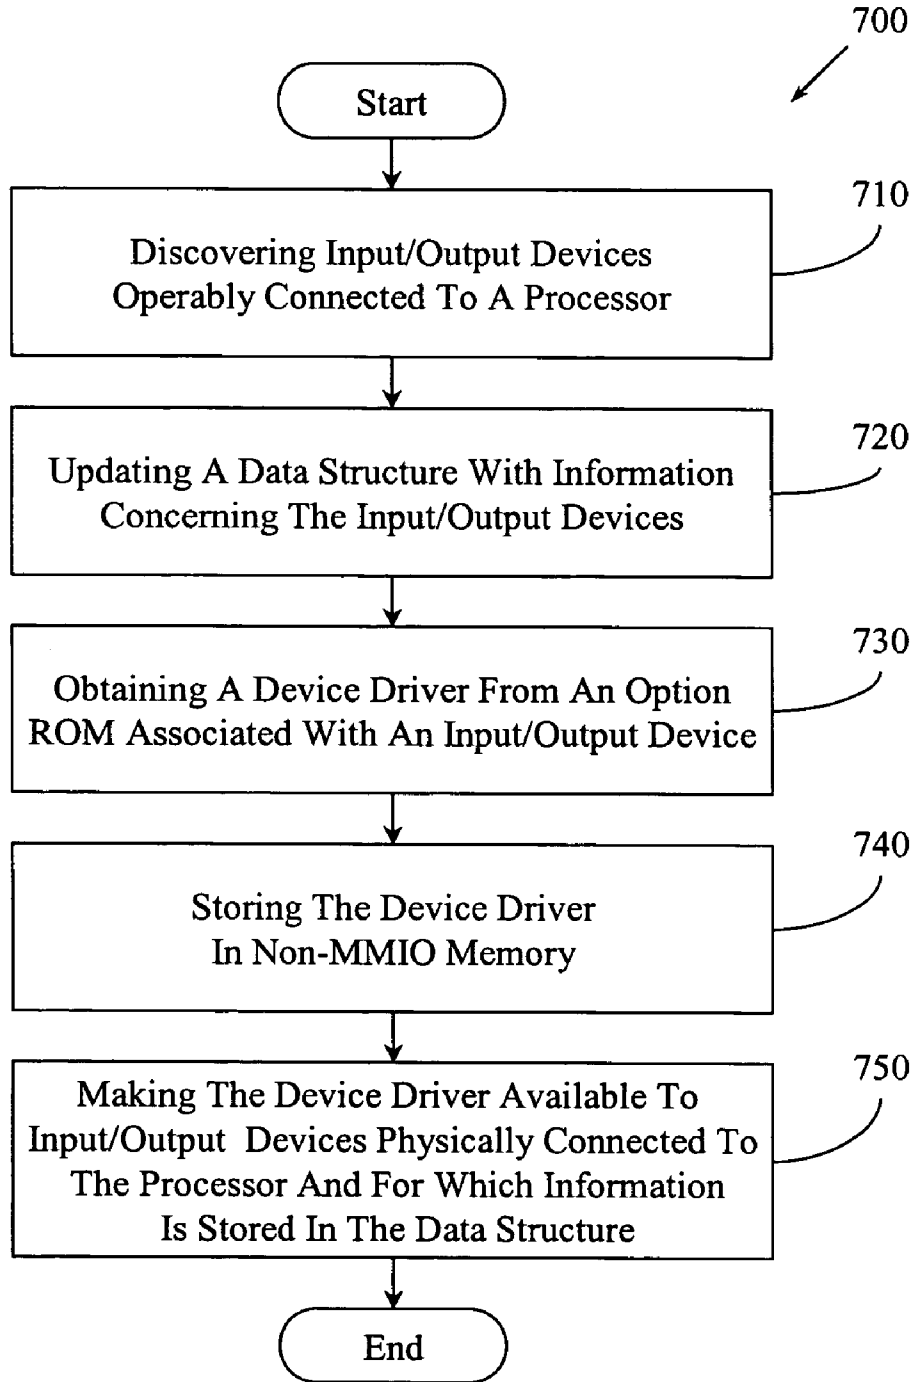 700
Start
710
Discovering Input/Output Devices
Operably Connected To A Processor
720
Updating A Data Structure With Information
Concerning The Input/Output Devices
730
Obtaining A Device Driver From An Option
ROM Associated With An Input/Output Device
740
Storing The Device Driver
In Non-MMIO Memory
750
Making The Device Driver Available To
Input/Output Devices Physically Connected To
The Processor And For Which Information
Is Stored In The Data Structure
End